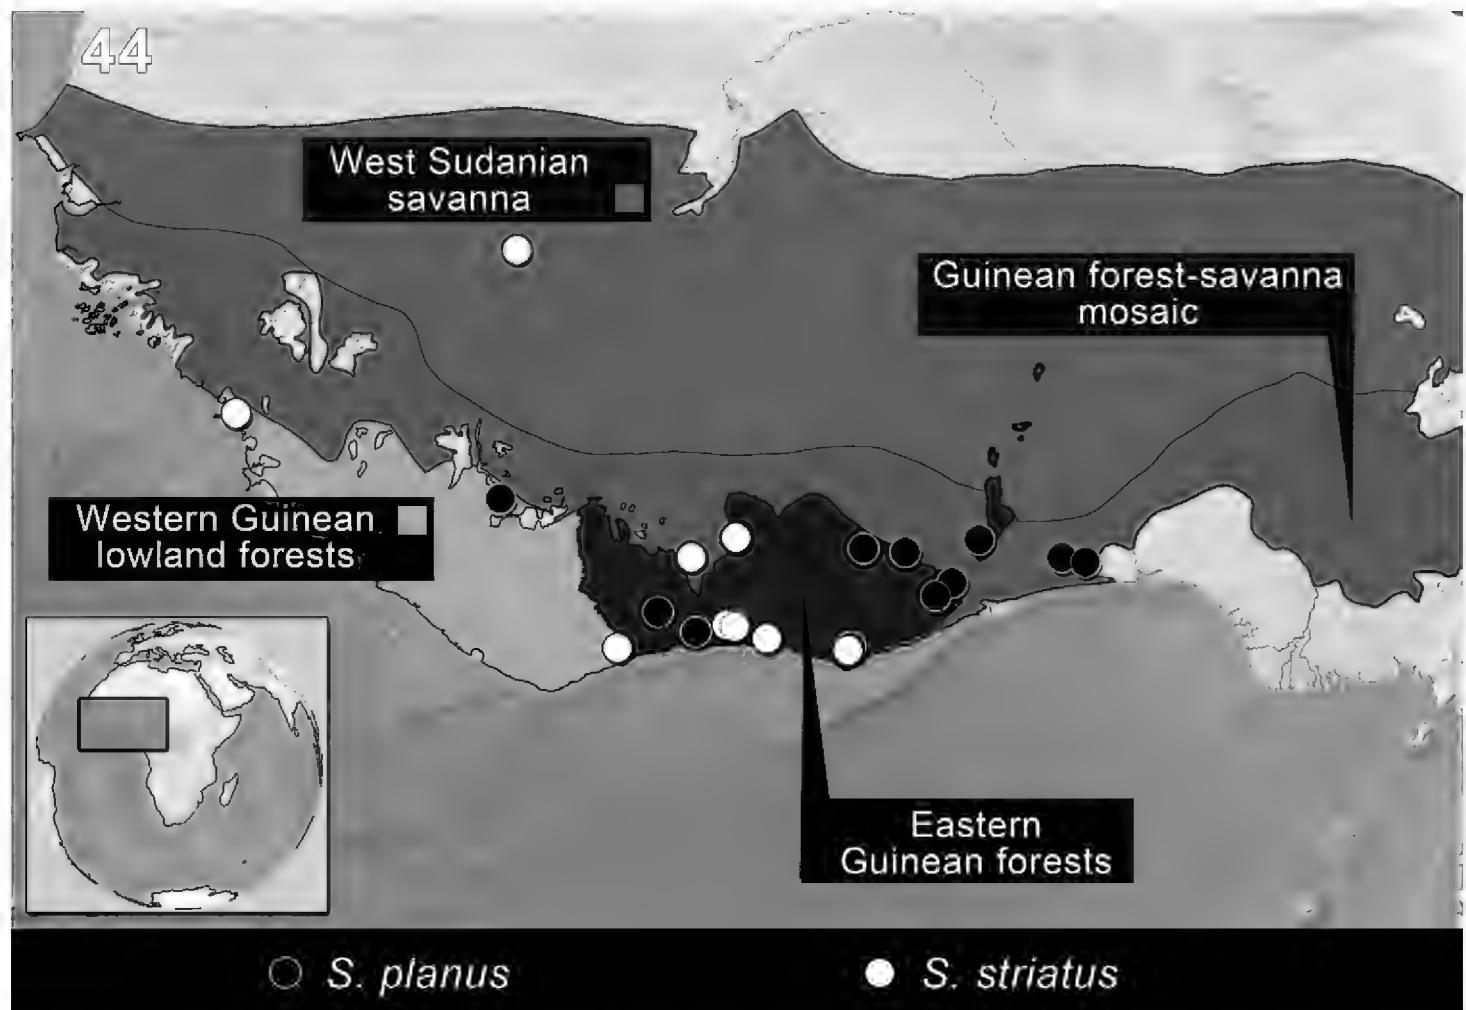 44
West Sudanian
savanna
Guinean forest-savanna
mosaic
Western Guinean
lowland forests
Eastern
Guinean forests
S. planus
S. striatus